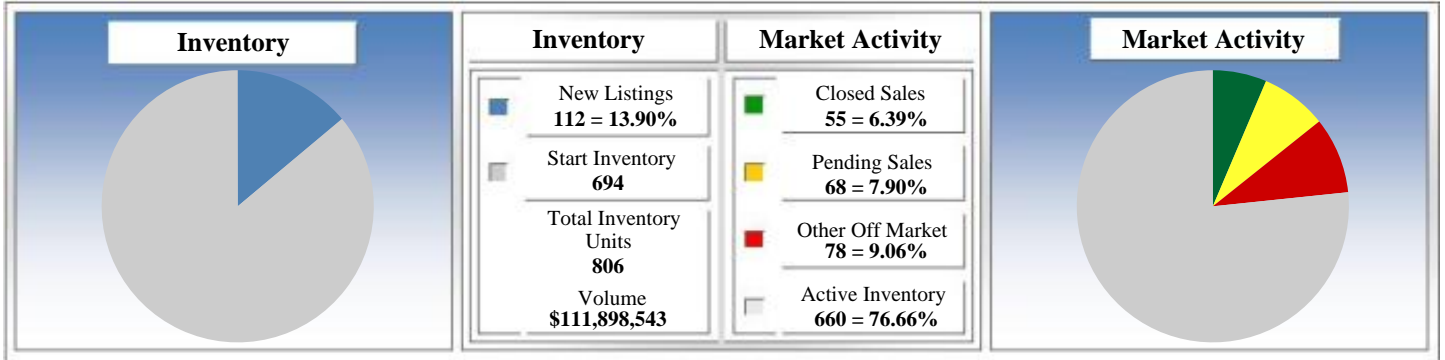 Inventory
Inventory
New Listings
112 = 13.90%
Start Inventory
694
Total Inventory
Units
806
Volume
$111,898,543
Market Activity
Closed Sales
55 = 6.39%
Pending Sales
68 = 7.90%
Other Off Market
78 = 9.06%
Active Inventory
660 = 76.66%
Market Activity